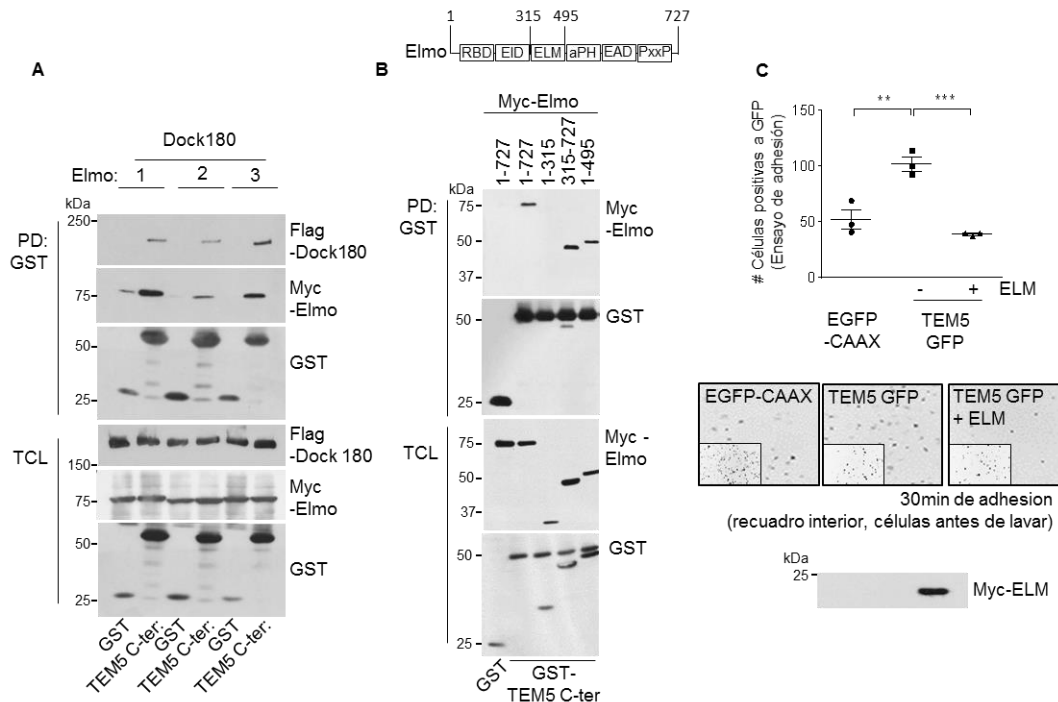 1 315 495 727
Elmo RBD EID ELM aPH EAD PxxP
A
Dock180
Elmo: 1 2 3
kDa
250
PD:
GST
Flag
-Dock180
75
Myc
-Elmo
50
25
GST
TCL
Flag
-Dock 180
150
75
Myc
-Elmo
50
25
GST
GST
TEM5 C-ter:
GST
TEM5 C-ter:
GST
TEM5 C-ter:
B
Myc-Elmo
1-727
1-727
1-315
315-727
1-495
kDa
PD:
GST
75
50
37
Myc
-Elmo
50
25
GST
TCL
75
50
37
Myc -
Elmo
50
25
GST
GST
GST-
TEM5 C-ter
C
# Células positivas a GFP
(Ensayo de adhesión)
150
100
50
0
** ***
- + ELM
EGFP
-CAAX
TEM5
GFP
EGFP-CAAX
TEM5 GFP
TEM5 GFP
+ ELM
30min de adhesion
(recuadro interior, células antes de lavar)
kDa
25
Myc-ELM